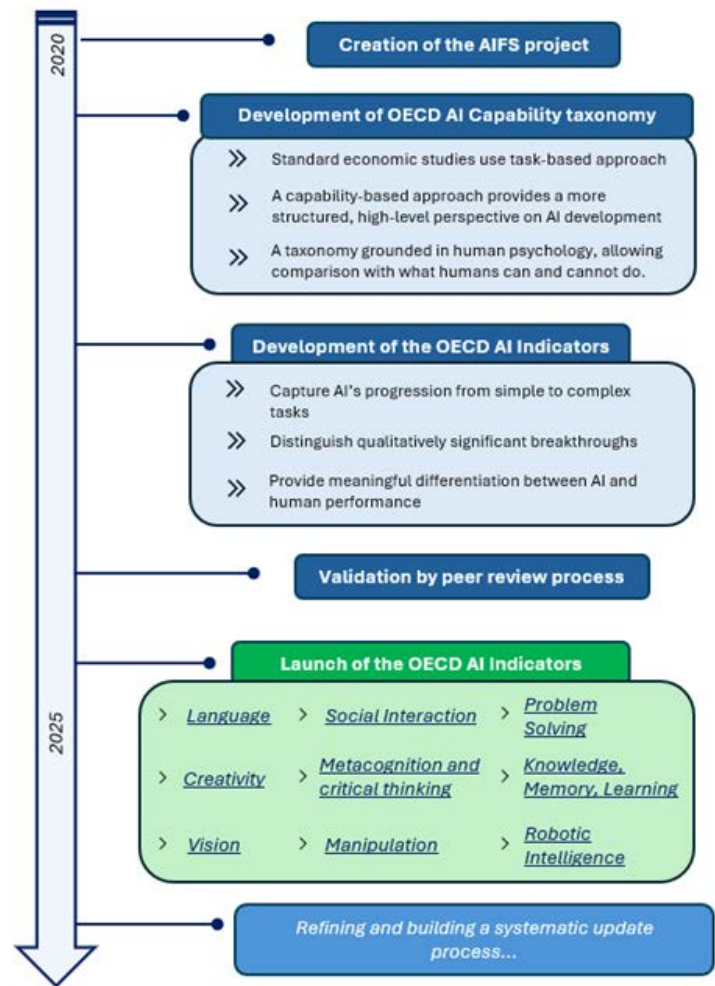 2020
Creation of the AIFS project
Development of OECD AI Capability taxonomy
Standard economic studies use task-based approach
A capability-based approach provides a more
structured, high-level perspective on AI development
A taxonomy grounded in human psychology, allowing
comparison with what humans can and cannot do.
Development of the OECD AI Indicators
Capture AI's progression from simple to complex
tasks
Distinguish qualitatively significant breakthroughs
Provide meaningful differentiation between AI and
human performance
Validation by peer review process
Launch of the OECD AI Indicators
2025
Language
Social Interaction
Problem
Solving
Creativity
Metacognition and
critical thinking
Knowledge,
Memory, Learning
Vision
Manipulation
Robotic
Intelligence
Refining and building a systematic update
process...